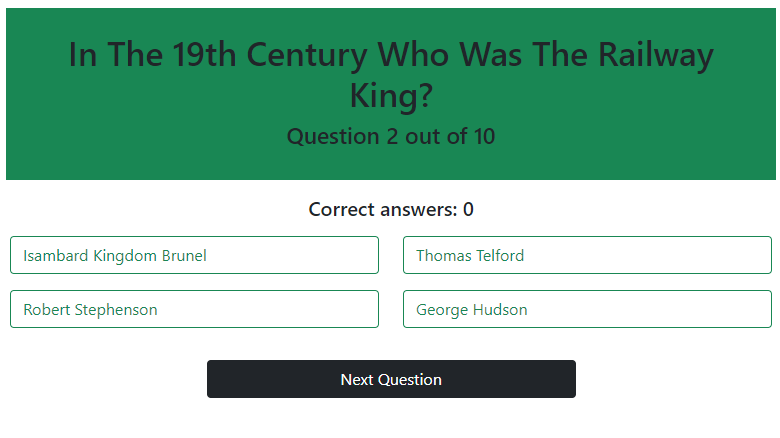 In The 19th Century Who Was The Railway
King?
Question 2 out of 10
Correct answers: 0
Isambard Kingdom Brunel
Thomas Telford
Robert Stephenson
George Hudson
Next Question